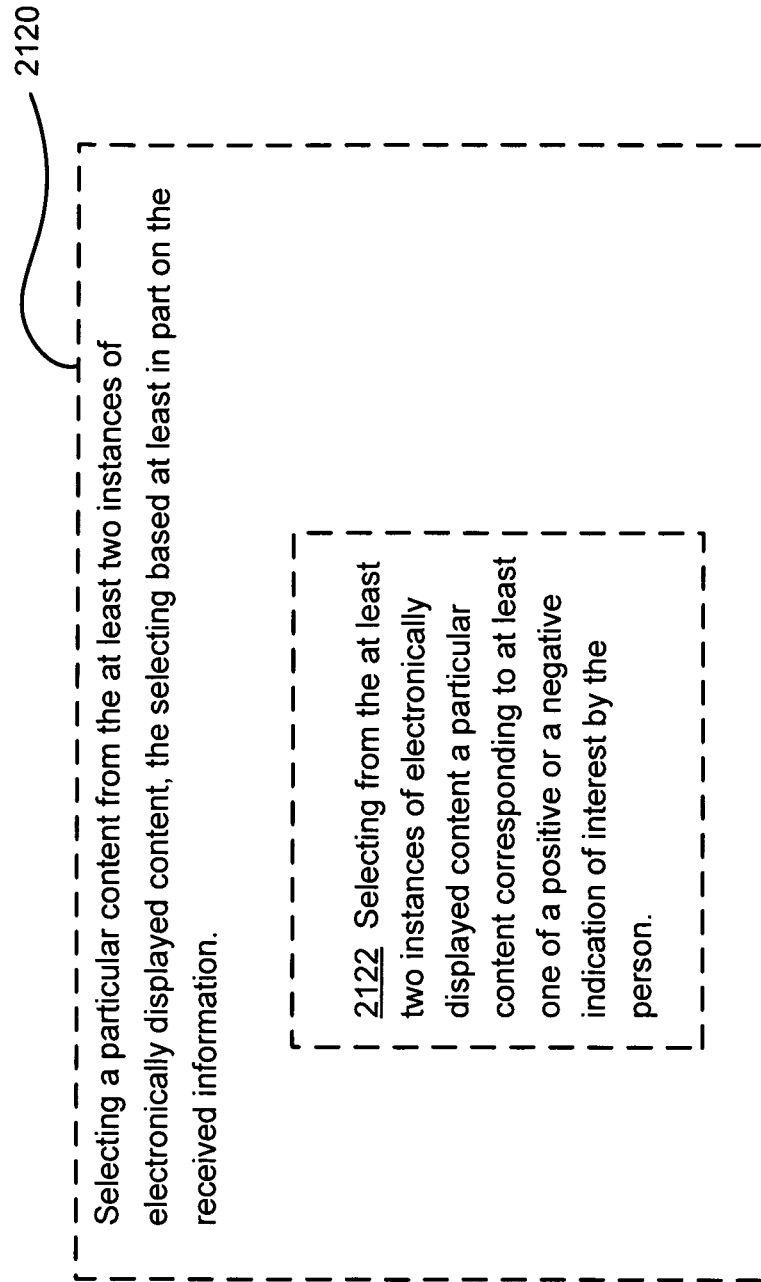 2120
Selecting a particular content from the at least two instances of
electronically displayed content, the selecting based at least in part on the
received information.
2122 Selecting from the at least
two instances of electronically
displayed content a particular
content corresponding to at least
one of a positive or a negative
indication of interest by the
person.